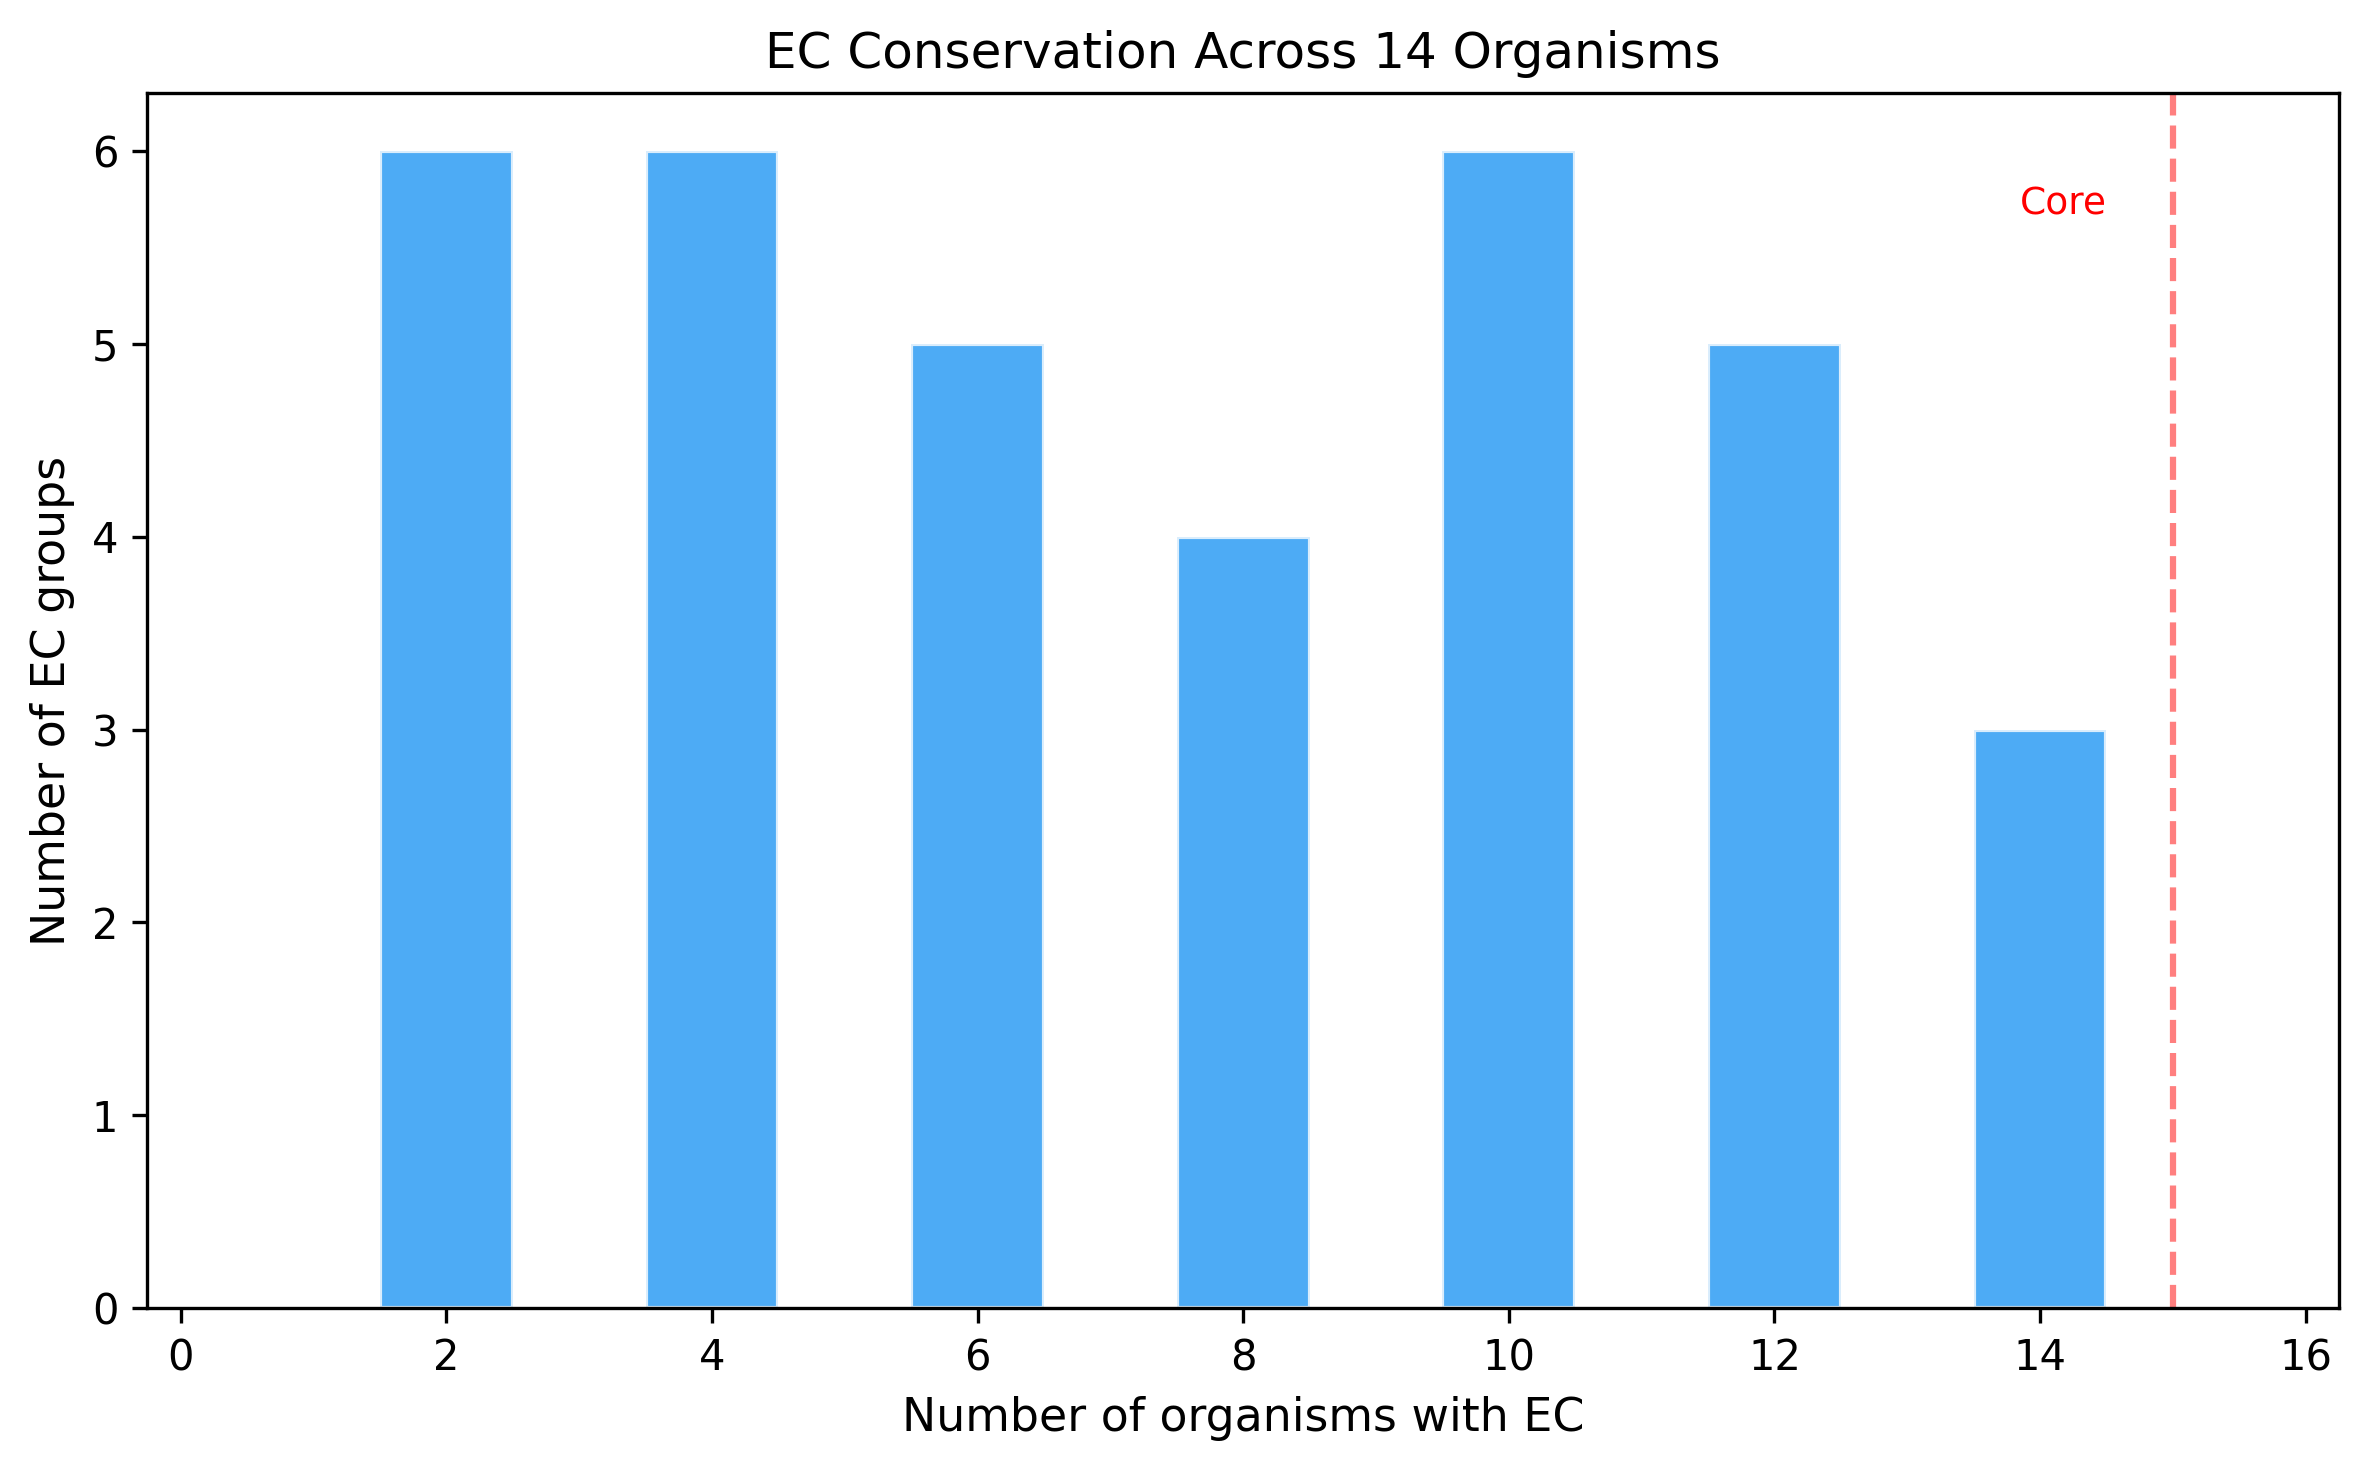 EC Conservation Across 14 Organisms
Number of EC groups
6
5
4
3
2
1
0
Core
0 2 4 6 8 10 12 14 16
Number of organisms with EC